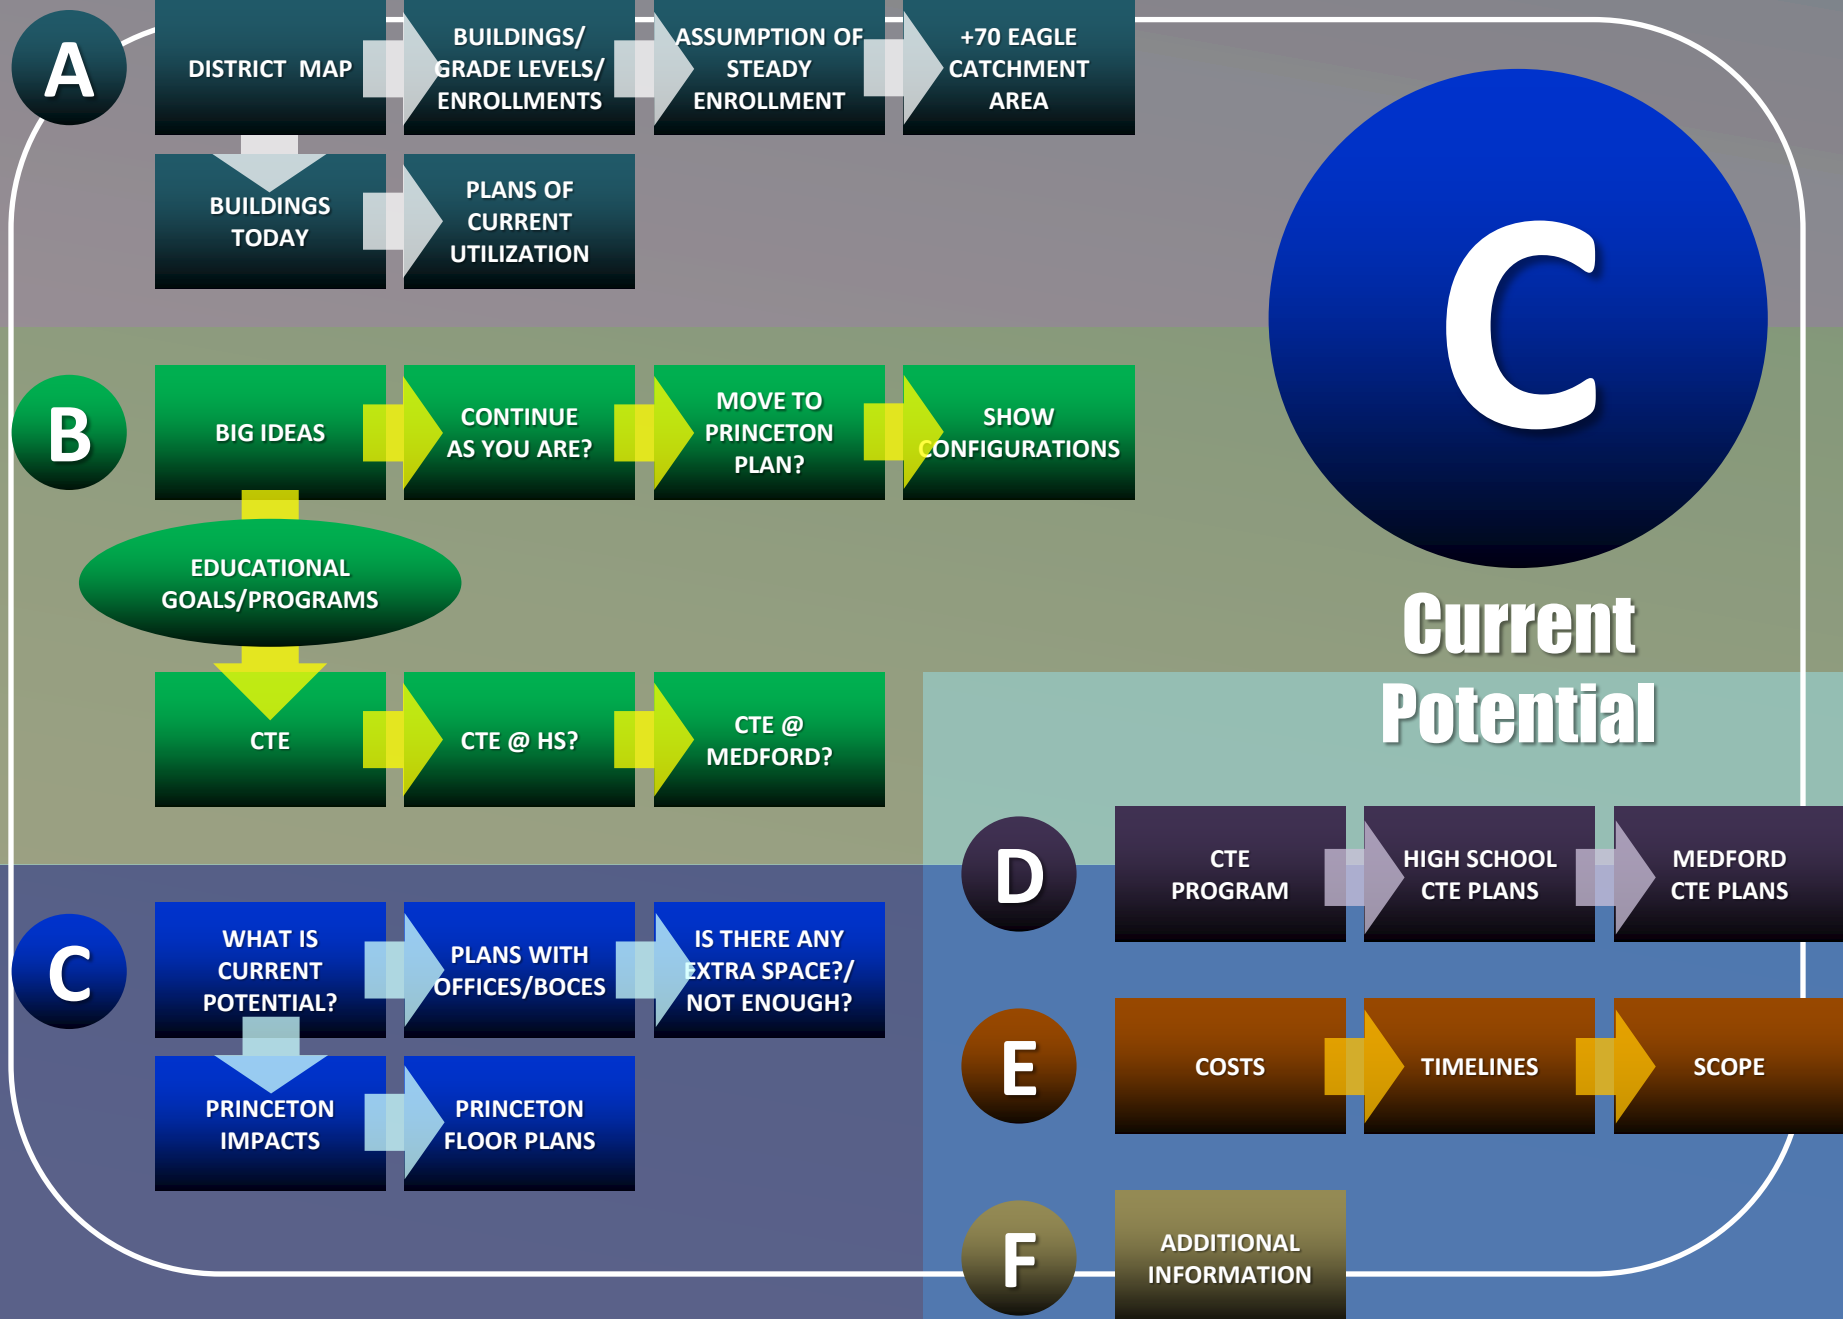 A
DISTRICT MAP
BUILDINGS/
GRADE LEVELS/
ENROLLMENTS
ASSUMPTION OF
STEADY
ENROLLMENT
+70 EAGLE
CATCHMENT
AREA
BUILDINGS
TODAY
PLANS OF
CURRENT
UTILIZATION
C
Current
Potential
B
BIG IDEAS
CONTINUE
AS YOU ARE?
MOVE TO
PRINCETON
PLAN?
SHOW
CONFIGURATIONS
EDUCATIONAL
GOALS/PROGRAMS
CTE
CTE @ HS?
CTE @
MEDFORD?
C
WHAT IS
CURRENT
POTENTIAL?
PLANS WITH
OFFICES/BOCES
IS THERE ANY
EXTRA SPACE?/
NOT ENOUGH?
PRINCETON
IMPACTS
PRINCETON
FLOOR PLANS
D
CTE
PROGRAM
HIGH SCHOOL
CTE PLANS
MEDFORD
CTE PLANS
E
COSTS
TIMELINES
SCOPE
F
ADDITIONAL
INFORMATION